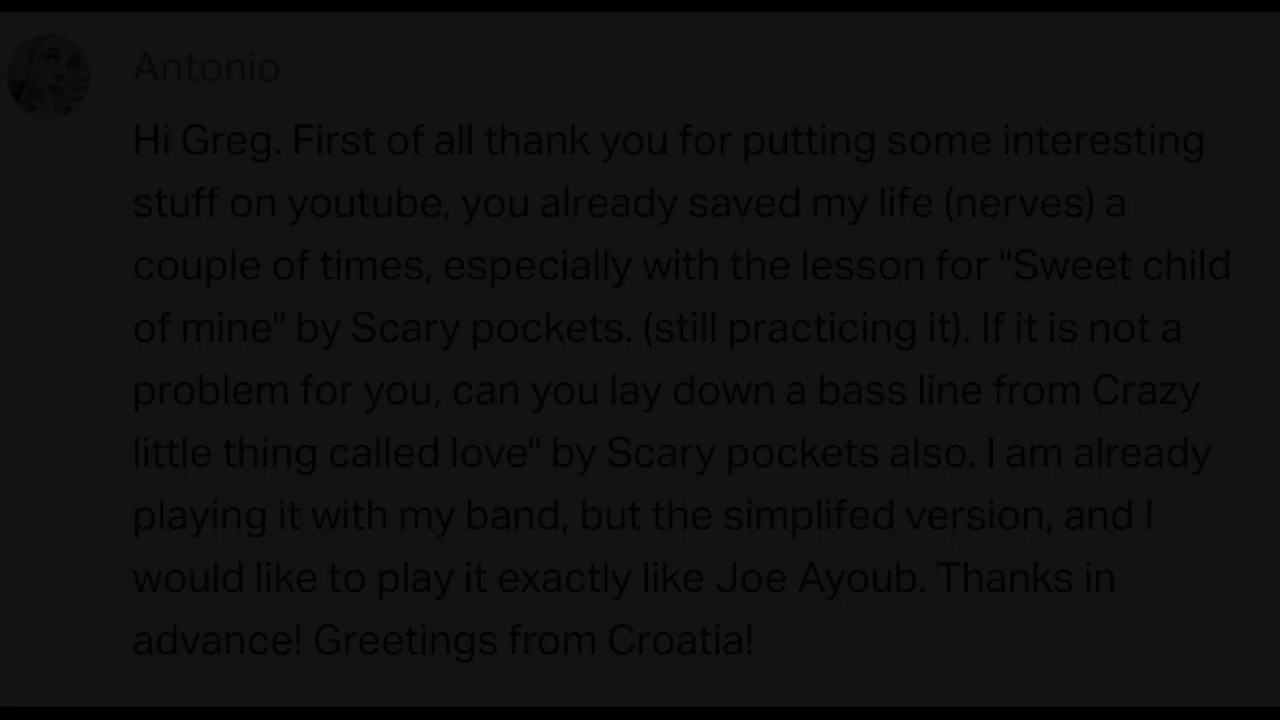 Antonio
Hi Greg. First of all thank you for putting some interesting
stuff on youtube, you already saved my life (nerves) a
couple of times, especially with the lesson for "Sweet child
of mine" by Scary pockets. (still practicing it). If it is not a
problem for you, can you lay down a bass line from Crazy
little thing called love" by Scary pockets also. I am already
playing it with my band, but the simplifed version, and I
would like to play it exactly like Joe Ayoub. Thanks in
advance! Greetings from Croatia!